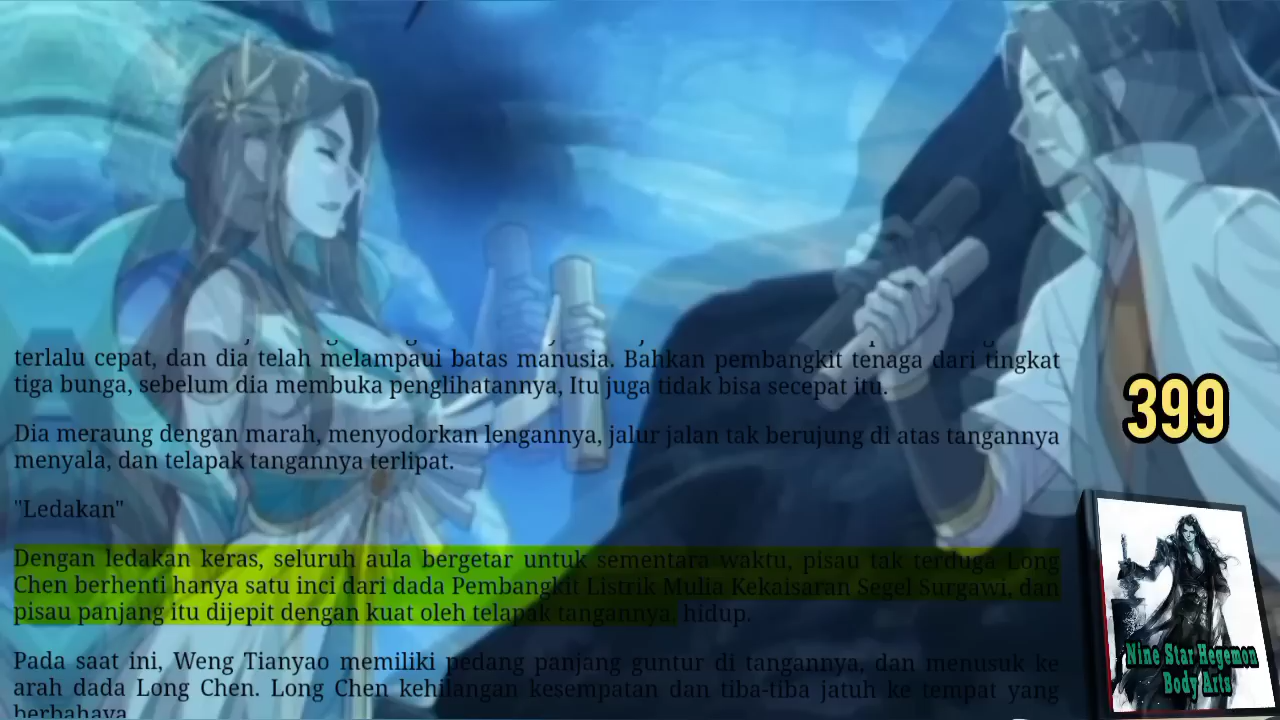 terlalu cepat, dan dia telah melampaui batas manusia. Bahkan pembangkit tenaga dari tingkat
tiga bunga, sebelum dia membuka penglihatannya, Itu juga tidak bisa secepat itu.
Dia meraung dengan marah, menyodorkan lengannya, jalur jalan tak berujung di atas tangannya
menyala, dan telapak tangannya terlipat.
"Ledakan"
Dengan ledakan keras, seluruh aula bergetar untuk sementara waktu, pisau tak terduga Long
Chen berhenti hanya satu inci dari dada Pembangkit Listrik Mulia Kekaisaran Segel Surgawi, dan
pisau panjang itu dijepit dengan kuat oleh telapak tangannya. hidup.
Pada saat ini, Weng Tianyao memiliki pedang panjang guntur di tangannya, dan menusuk ke
arah dada Long Chen. Long Chen kehilangan kesempatan dan tiba-tiba jatuh ke tempat yang
berbahaya
399
Nine Star Hegemon
Body Arts